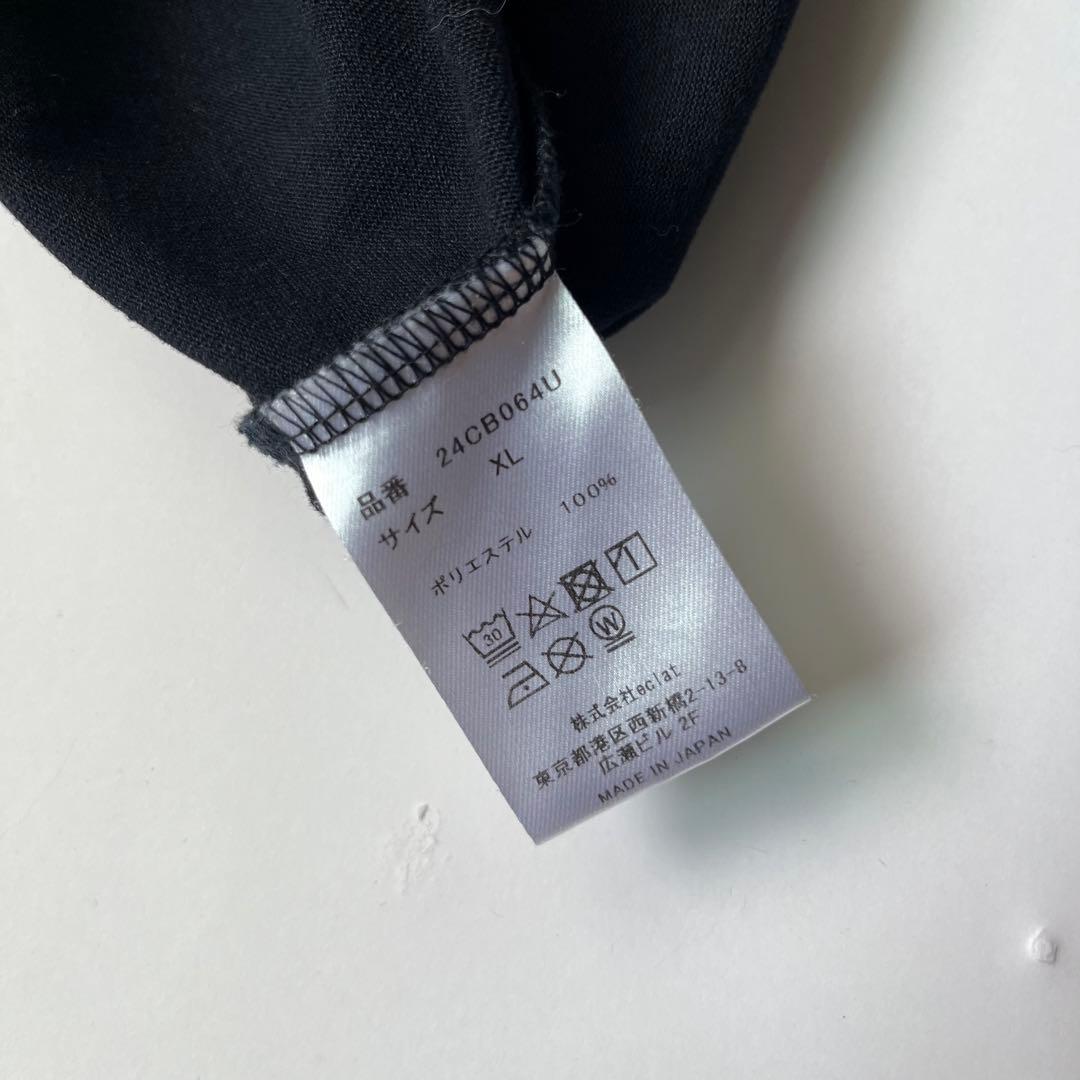 品番 24CB064U
サイズ XL
ポリエステル 100%
30
W
株式会社eclat
東京都港区西新橋2-13-8
広瀬ビル 2F
MADE IN JAPAN